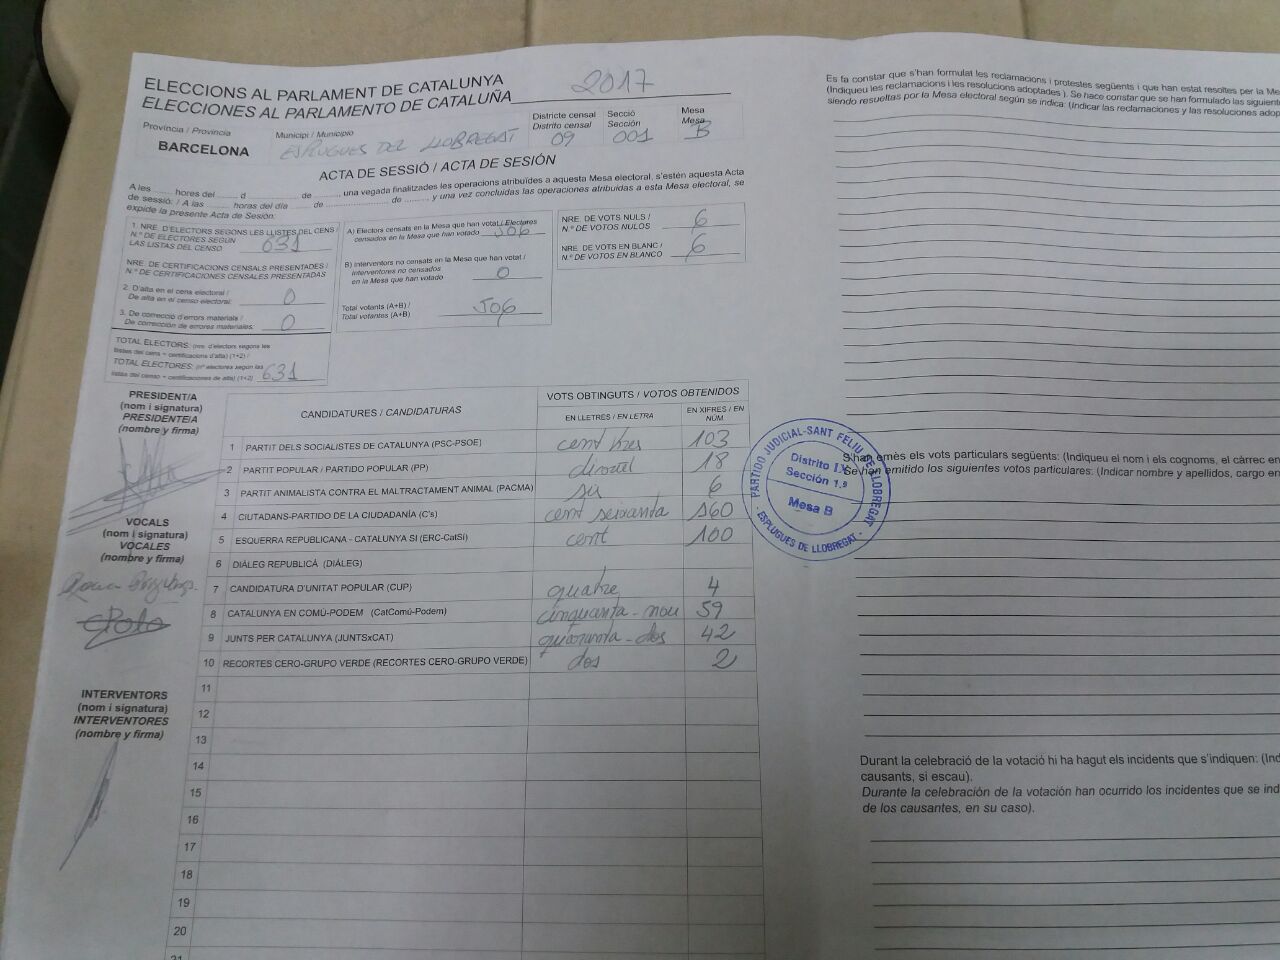 ELECCIONS AL PARLAMENT DE CATALUNYA
ELECCIONES AL PARLAMENTO DE CATALUÑA
2017
Província / Provincia
BARCELONA
Municipi / Municipio
ESPLUGUES DEL LLOBREGAT
Districte censal
Distrito censal
09
Secció
Sección
001
Mesa
Mesa
B
ACTA DE SESSIÓ / ACTA DE SESIÓN
A les ........ hores del ...... d .............. de .........., una vegada finalitzades les operacions atribuïdes a aquesta Mesa electoral, s'estén aquesta Acta
de sessió: / A las ........ horas del día ...... de ...................... de ........, y una vez concluidas las operaciones atribuidas a esta Mesa electoral, se
expide la presente Acta de Sesión:
1. NRE. D'ELECTORS SEGONS LES LLISTES DEL CENS /
N.º DE ELECTORES SEGÚN
LAS LISTAS DEL CENSO
631
NRE. DE CERTIFICACIONS CENSALS PRESENTADES /
N.º DE CERTIFICACIONES CENSALES PRESENTADAS
2. D'alta en el cens electoral /
De alta en el censo electoral:
0
3. De correcció d'errors materials /
De corrección de errores materiales:
0
TOTAL ELECTORS: (nre. d'electors segons les
llistes del cens + certificacions d'alta) (1+2) /
TOTAL ELECTORES: (nº electores según las
listas del censo + certificaciones de alta) (1+2)
631
A) Electors censats en la Mesa que han votat / Electores
censados en la Mesa que han votado
506
B) Interventors no censats en la Mesa que han votat /
Interventores no censados
en la Mesa que han votado
0
Total votants (A+B) /
Total votantes (A+B)
506
NRE. DE VOTS NULS /
N.º DE VOTOS NULOS
6
NRE. DE VOTS EN BLANC /
N.º DE VOTOS EN BLANCO
6
PRESIDENT/A
(nom i signatura)
PRESIDENTE/A
(nombre y firma)
VOCALS
(nom i signatura)
VOCALES
(nombre y firma)
INTERVENTORS
(nom i signatura)
INTERVENTORES
(nombre y firma)
CANDIDATURES / CANDIDATURAS
VOTS OBTINGUTS / VOTOS OBTENIDOS
EN LLETRES / EN LETRA
EN XIFRES / EN NÚM.
1 PARTIT DELS SOCIALISTES DE CATALUNYA (PSC-PSOE) cent tres 103
2 PARTIT POPULAR / PARTIDO POPULAR (PP) divuit 18
3 PARTIT ANIMALISTA CONTRA EL MALTRACTAMENT ANIMAL (PACMA) sis 6
4 CIUTADANS-PARTIDO DE LA CIUDADANÍA (C's) cent seixanta 160
5 ESQUERRA REPUBLICANA - CATALUNYA SÍ (ERC-CatSí) cent 100
6 DIÀLEG REPUBLICÀ (DIÀLEG)
7 CANDIDATURA D'UNITAT POPULAR (CUP) quatre 4
8 CATALUNYA EN COMÚ-PODEM (CatComú-Podem) cinquanta-nou 59
9 JUNTS PER CATALUNYA (JUNTSxCAT) quaranta-dos 42
10 RECORTES CERO-GRUPO VERDE (RECORTES CERO-GRUPO VERDE) dos 2
11
12
13
14
15
16
17
18
19
20
21
PARTIDO JUDICIAL-SANT FELIU DE LLOBREGAT
Distrito IX
Sección 1.ª
Mesa B
- ESPLUGUES DE LLOBREGAT -
Es fa constar que s'han formulat les reclamacions i protestes següents i que han estat resoltes per la Me
(Indiqueu les reclamacions i les resolucions adoptades). Se hace constar que se han formulado las siguiente
siendo resueltas por la Mesa electoral según se indica: (Indicar las reclamaciones y las resoluciones adop
S'han emès els vots particulars següents: (Indiqueu el nom i els cognoms, el càrrec en
Se han emitido los siguientes votos particulares: (Indicar nombre y apellidos, cargo en
Durant la celebració de la votació hi ha hagut els incidents que s'indiquen: (Ind
causants, si escau).
Durante la celebración de la votación han ocurrido los incidentes que se ind
de los causantes, en su caso).